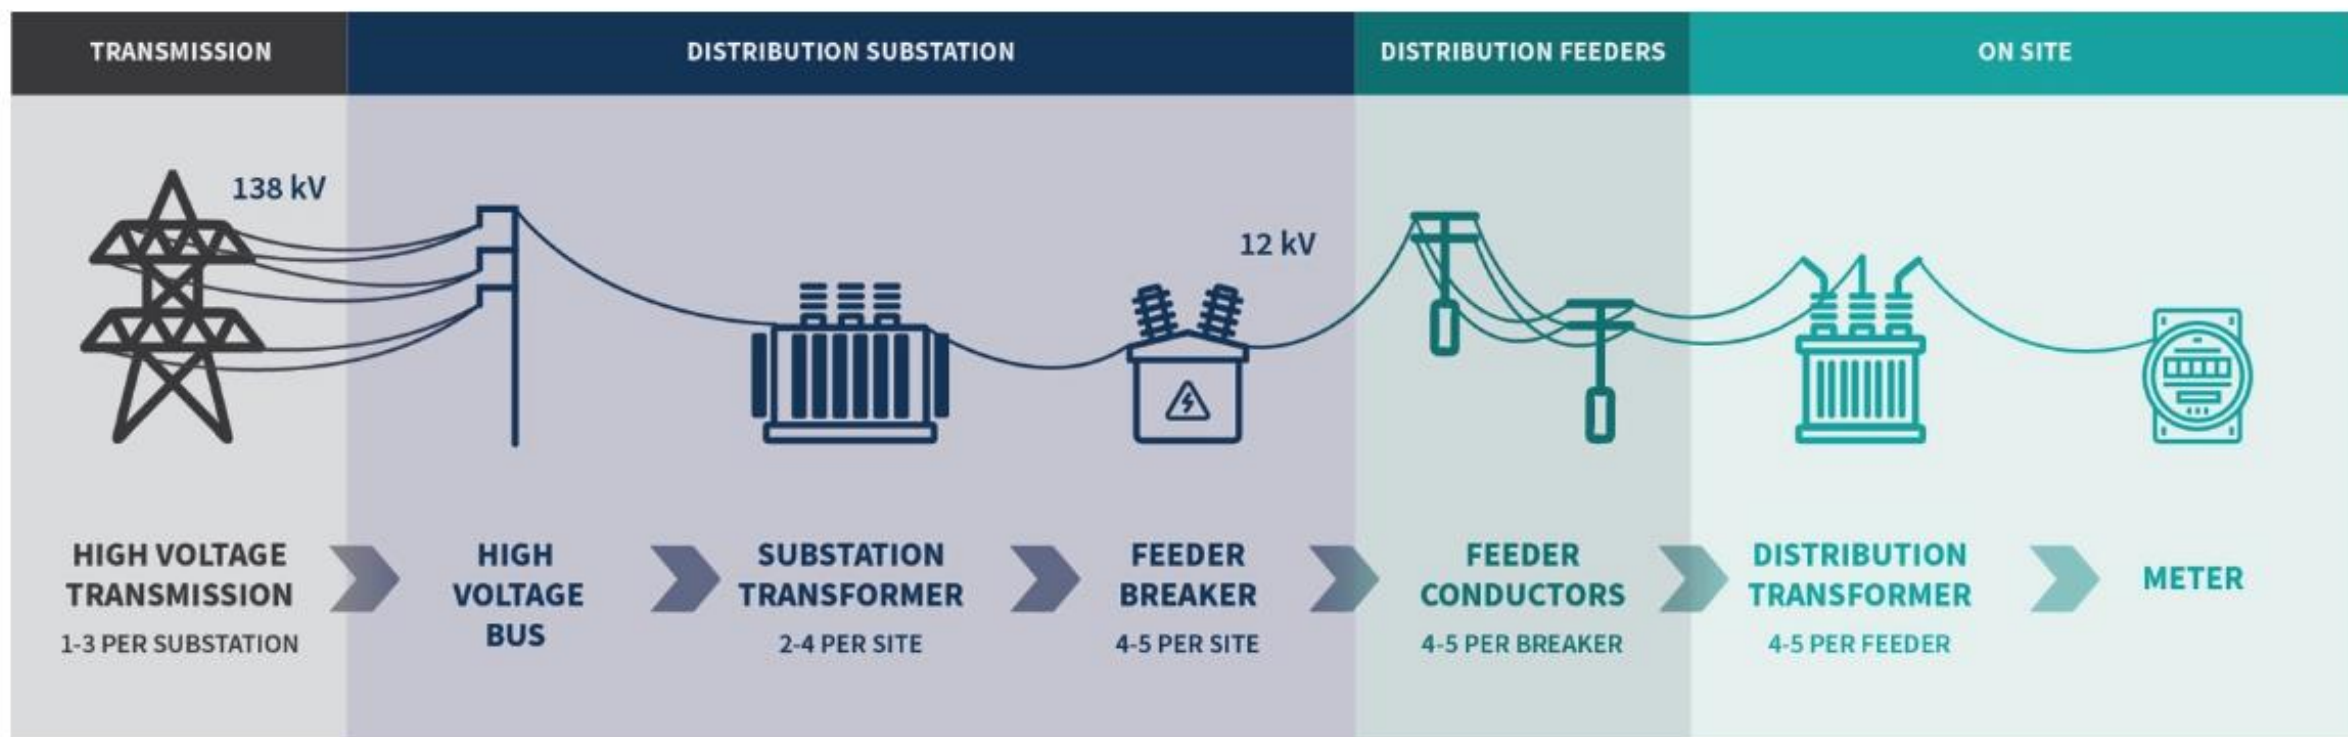 TRANSMISSION
DISTRIBUTION SUBSTATION
DISTRIBUTION FEEDERS
ON SITE
138 kV
12 kV
HIGH VOLTAGE
TRANSMISSION
1-3 PER SUBSTATION
HIGH
VOLTAGE
BUS
SUBSTATION
TRANSFORMER
2-4 PER SITE
FEEDER
BREAKER
4-5 PER SITE
FEEDER
CONDUCTORS
4-5 PER BREAKER
DISTRIBUTION
TRANSFORMER
4-5 PER FEEDER
METER